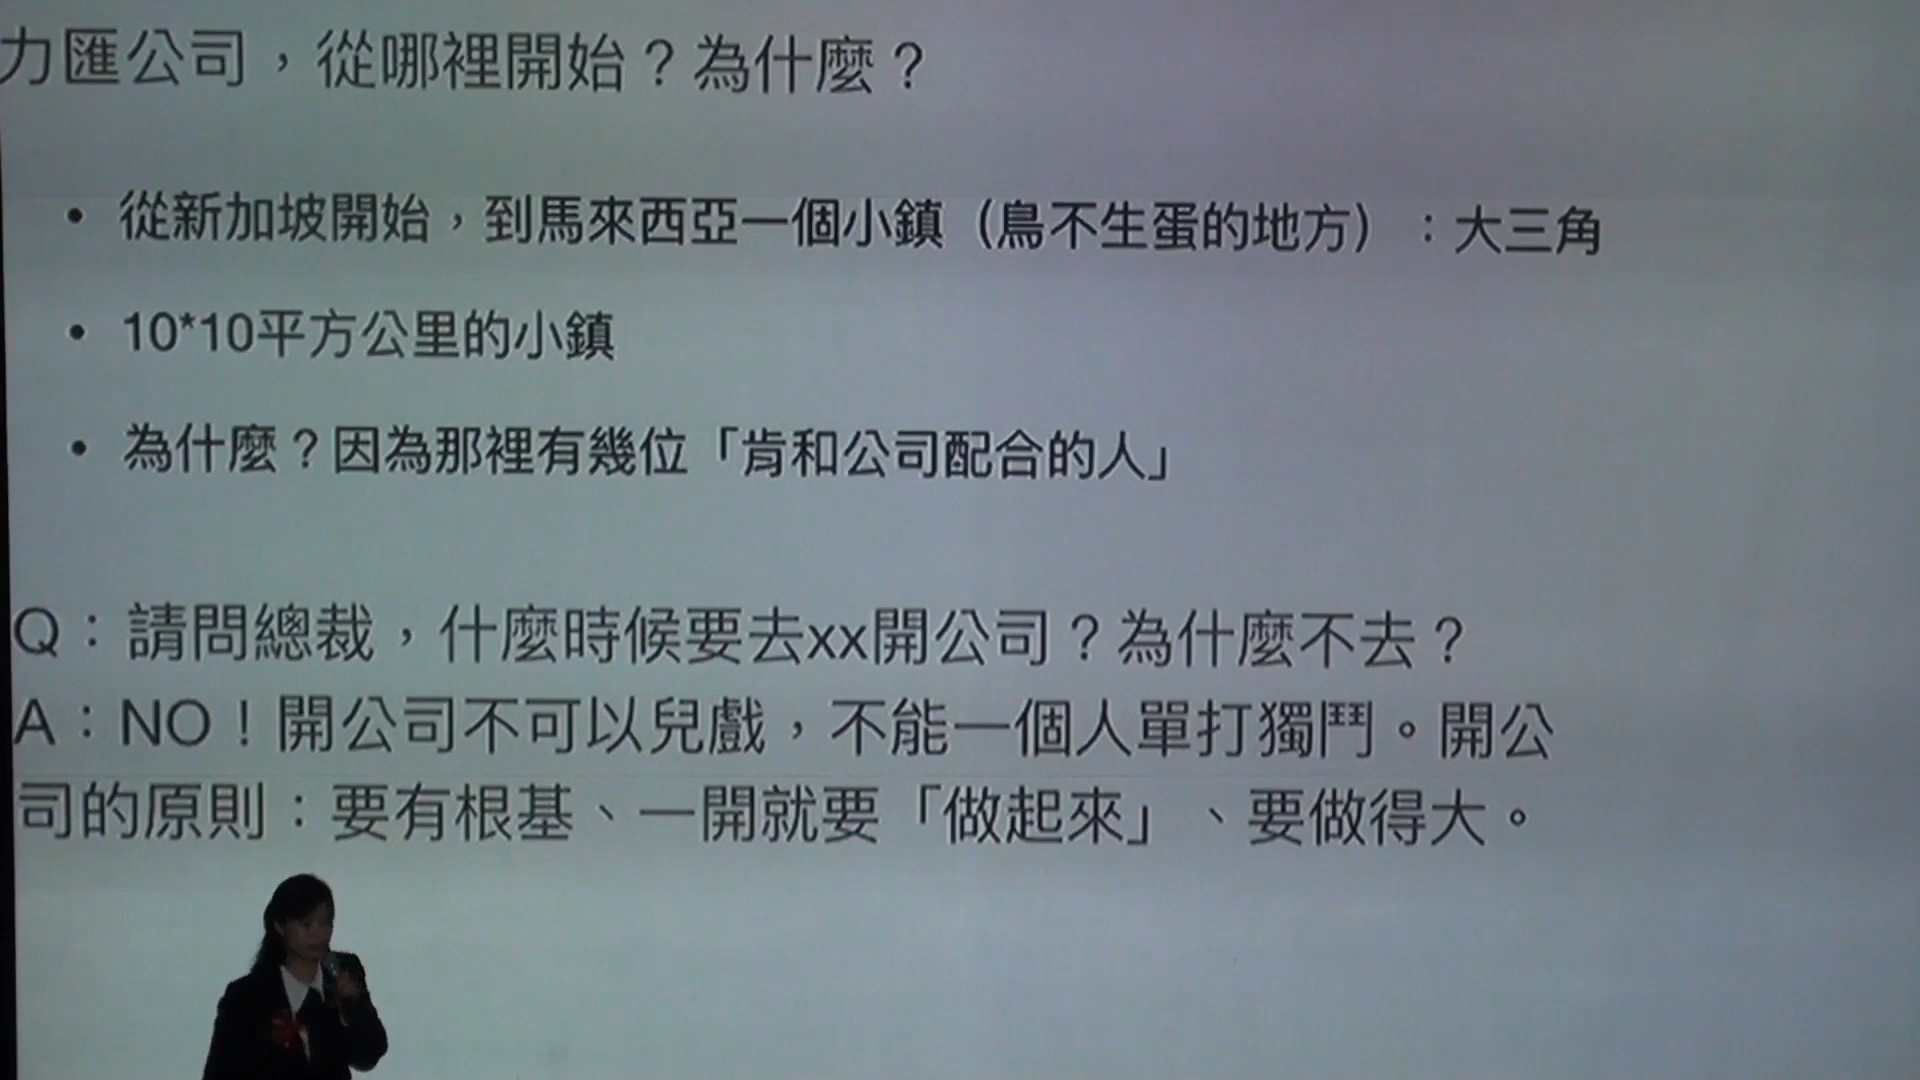 力匯公司，從哪裡開始？為什麼？
• 從新加坡開始，到馬來西亞一個小鎮（鳥不生蛋的地方）：大三角
• 10*10平方公里的小鎮
• 為什麼？因為那裡有幾位「肯和公司配合的人」
Q：請問總裁，什麼時候要去xx開公司？為什麼不去？
A：NO！開公司不可以兒戲，不能一個人單打獨鬥。開公
司的原則：要有根基、一開就要「做起來」、要做得大。